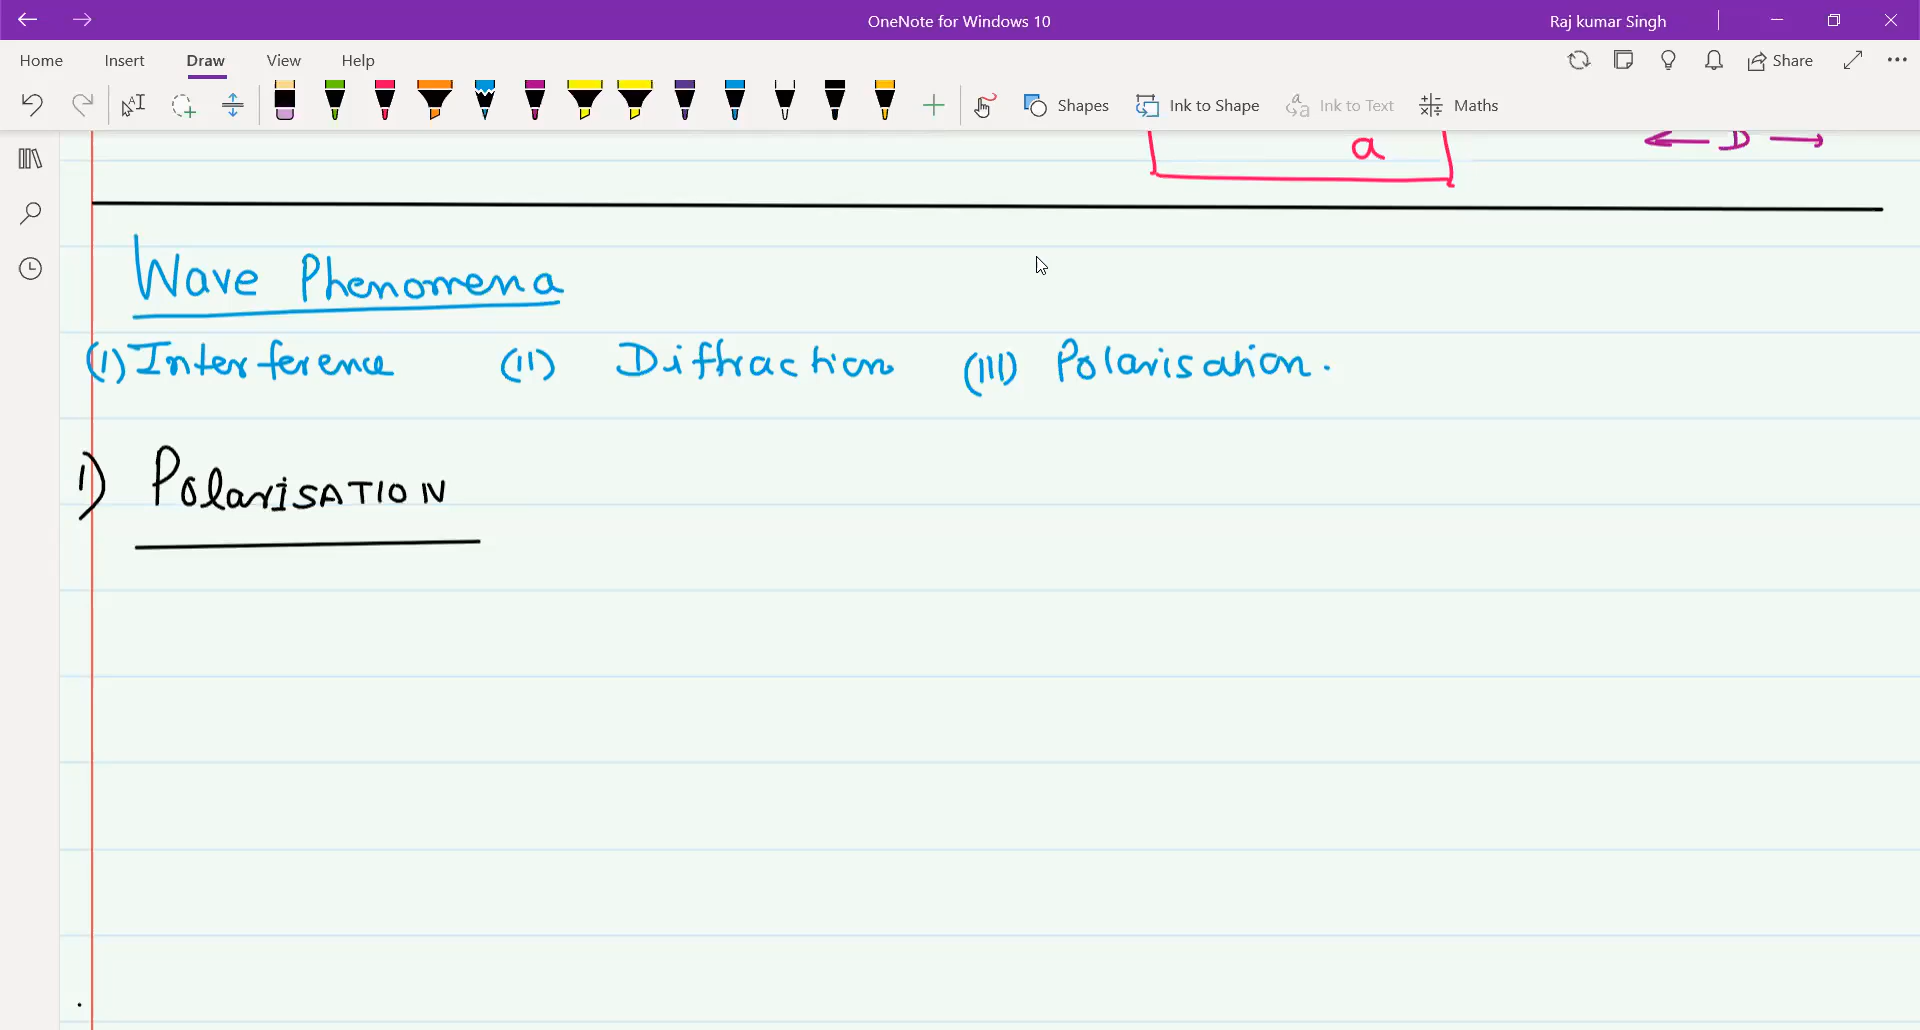 OneNote for Windows 10
Raj kumar Singh
Home Insert Draw View Help
Share
Shapes Ink to Shape Ink to Text Maths
a
D
Wave Phenomena
(I) Interference (II) Diffraction (III) Polarisation.
1) PolariSATION